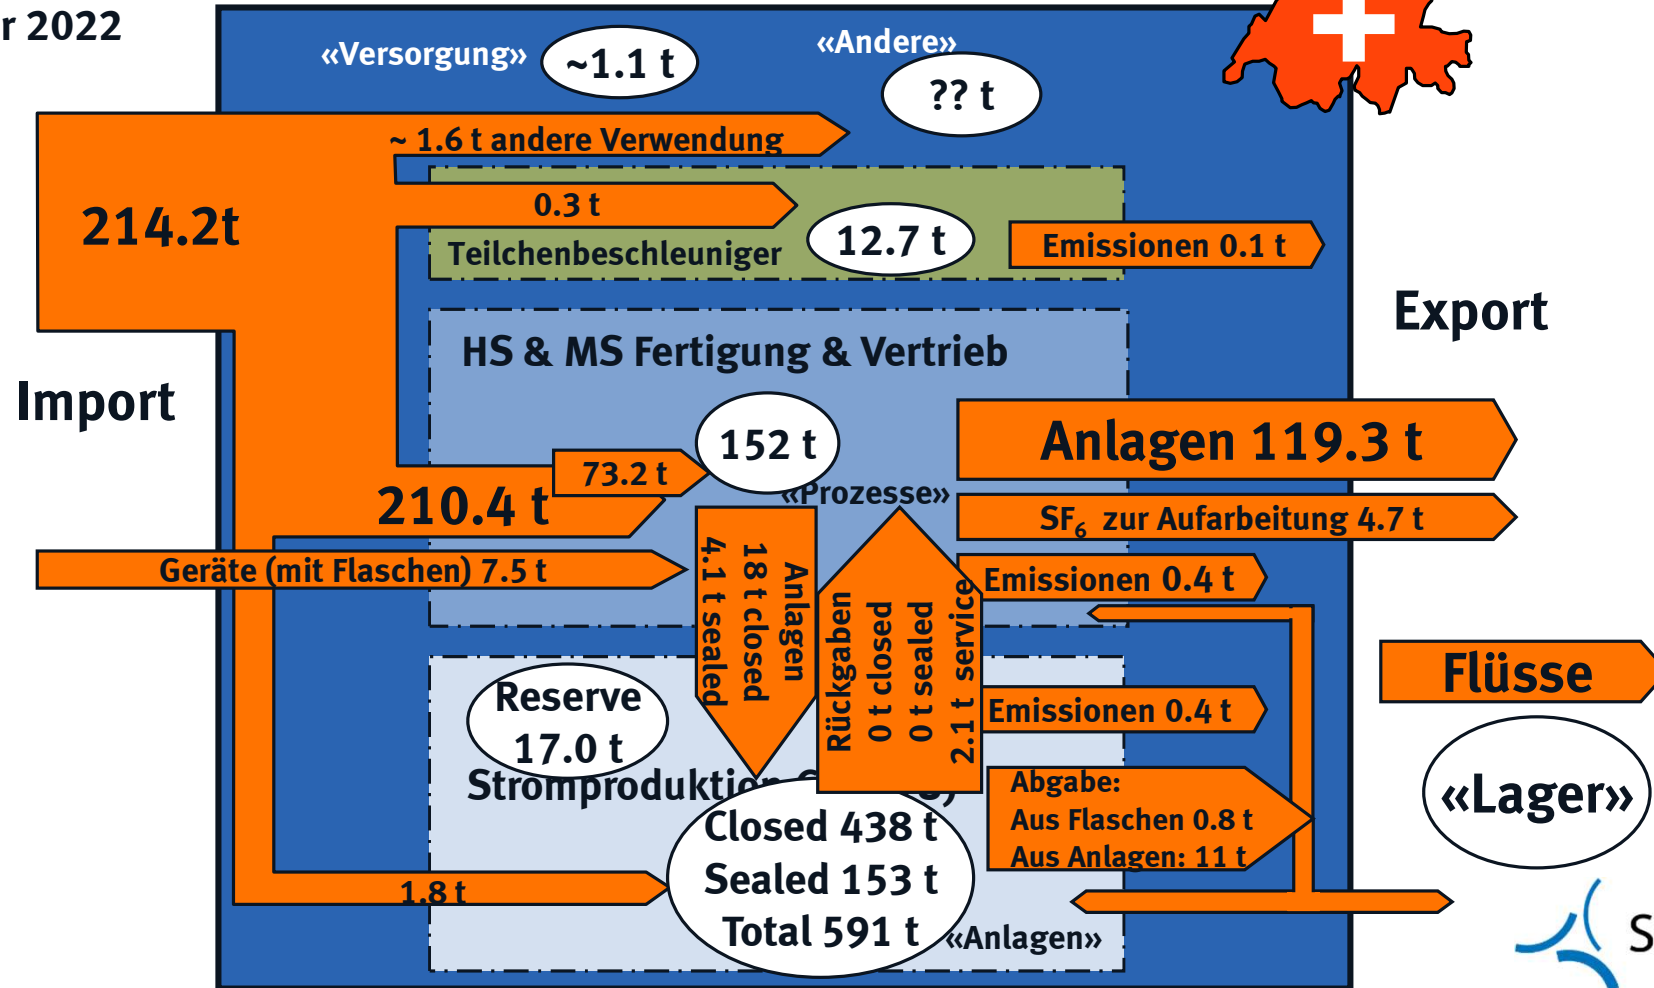 r 2022
«Versorgung»
~1.1 t
«Andere»
?? t
~ 1.6 t andere Verwendung
214.2t
0.3 t
12.7 t
Teilchenbeschleuniger
Emissionen 0.1 t
Export
HS & MS Fertigung & Vertrieb
Import
152 t
Anlagen 119.3 t
73.2 t
«Prozesse»
210.4 t
SF₆ zur Aufarbeitung 4.7 t
Geräte (mit Flaschen) 7.5 t
Emissionen 0.4 t
Anlagen
18 t closed
4.1 t sealed
Rückgaben
0 t closed
0 t sealed
2.1 t service
Flüsse
Reserve
17.0 t
Emissionen 0.4 t
Stromproduktion
Abgabe:
Aus Flaschen 0.8 t
Aus Anlagen: 11 t
«Lager»
Closed 438 t
Sealed 153 t
Total 591 t
1.8 t
«Anlagen»
S